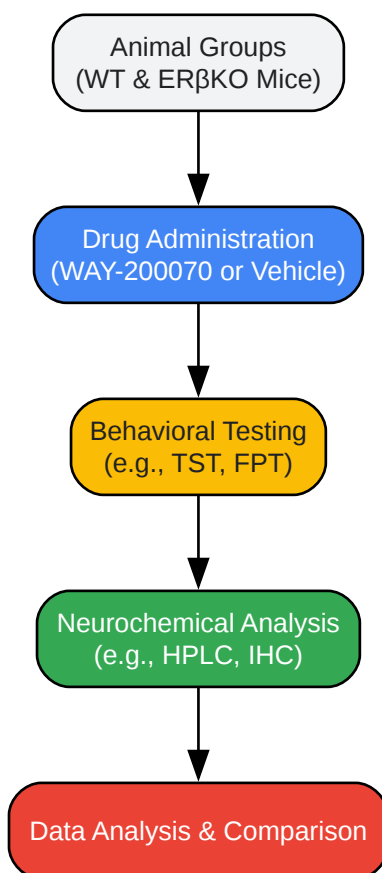 Animal Groups
(WT & ERβKO Mice)
Drug Administration
(WAY-200070 or Vehicle)
Behavioral Testing
(e.g., TST, FPT)
Neurochemical Analysis
(e.g., HPLC, IHC)
Data Analysis & Comparison